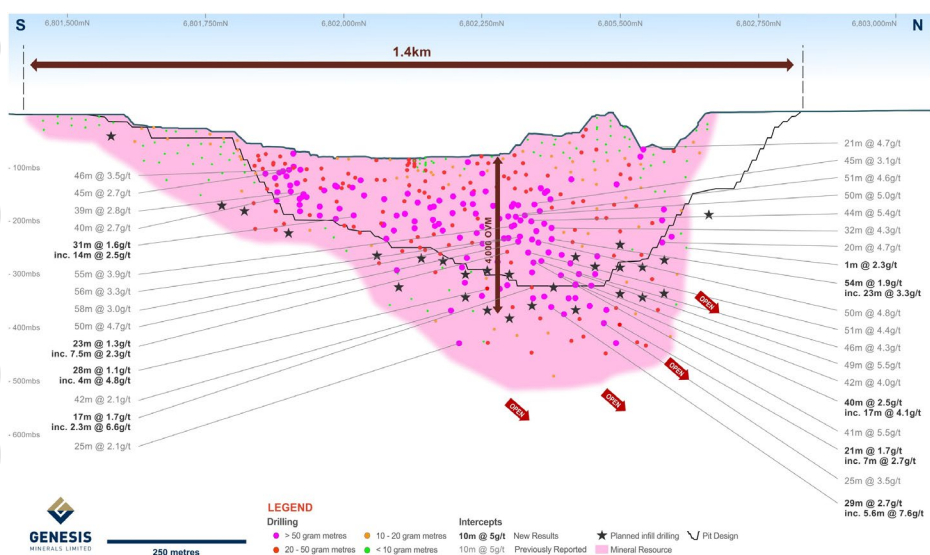 6,801,500mN
6,801,750mN
6,802,000mN
6,802,250mN
6,805,500mN
6,802,750mN
6,803,000mN
S
N
1.4km
- 100mbs
- 200mbs
- 300mbs
- 400mbs
- 500mbs
- 600mbs
46m @ 3.5g/t
45m @ 2.7g/t
39m @ 2.8g/t
40m @ 2.7g/t
31m @ 1.6g/t
inc. 14m @ 2.5g/t
55m @ 3.9g/t
56m @ 3.3g/t
58m @ 3.0g/t
50m @ 4.7g/t
23m @ 1.3g/t
inc. 7.5m @ 2.3g/t
28m @ 1.1g/t
inc. 4m @ 4.8g/t
42m @ 2.1g/t
17m @ 1.7g/t
inc. 2.3m @ 6.6g/t
25m @ 2.1g/t
4,000 OVM
21m @ 4.7g/t
45m @ 3.1g/t
51m @ 4.6g/t
50m @ 5.0g/t
44m @ 5.4g/t
32m @ 4.3g/t
20m @ 4.7g/t
1m @ 2.3g/t
54m @ 1.9g/t
inc. 23m @ 3.3g/t
50m @ 4.8g/t
51m @ 4.4g/t
46m @ 4.3g/t
49m @ 5.5g/t
42m @ 4.0g/t
40m @ 2.5g/t
inc. 17m @ 4.1g/t
41m @ 5.5g/t
21m @ 1.7g/t
inc. 7m @ 2.7g/t
25m @ 3.5g/t
29m @ 2.7g/t
inc. 5.6m @ 7.6g/t
OPEN
OPEN
OPEN
OPEN
GENESIS
MINERALS LIMITED
250 metres
LEGEND
Drilling
> 50 gram metres
10 - 20 gram metres
20 - 50 gram metres
< 10 gram metres
Intercepts
10m @ 5g/t New Results
10m @ 5g/t Previously Reported
Planned infill drilling
Pit Design
Mineral Resource